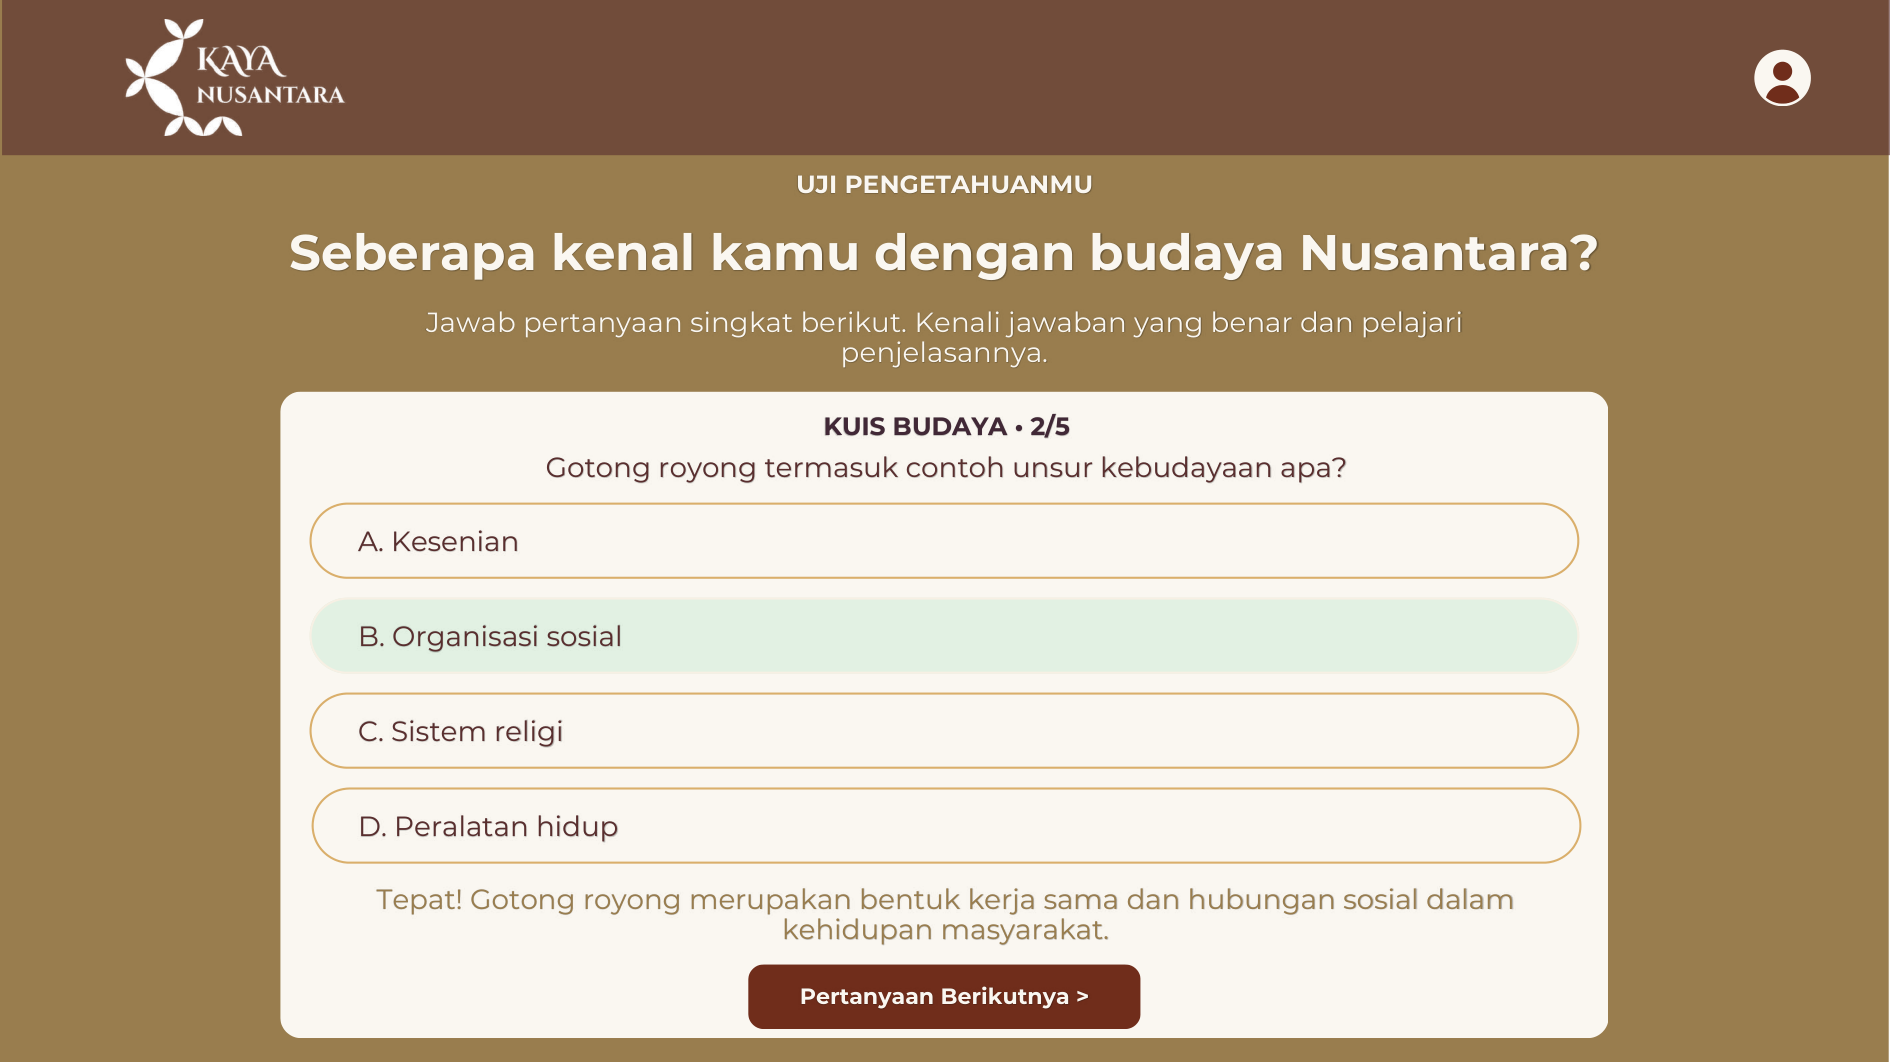 KAYA
NUSANTARA
UJI PENGETAHUANMU
Seberapa kenal kamu dengan budaya Nusantara?
Jawab pertanyaan singkat berikut. Kenali jawaban yang benar dan pelajari
penjelasannya.
KUIS BUDAYA • 2/5
Gotong royong termasuk contoh unsur kebudayaan apa?
A. Kesenian
B. Organisasi sosial
C. Sistem religi
D. Peralatan hidup
Tepat! Gotong royong merupakan bentuk kerja sama dan hubungan sosial dalam
kehidupan masyarakat.
Pertanyaan Berikutnya >